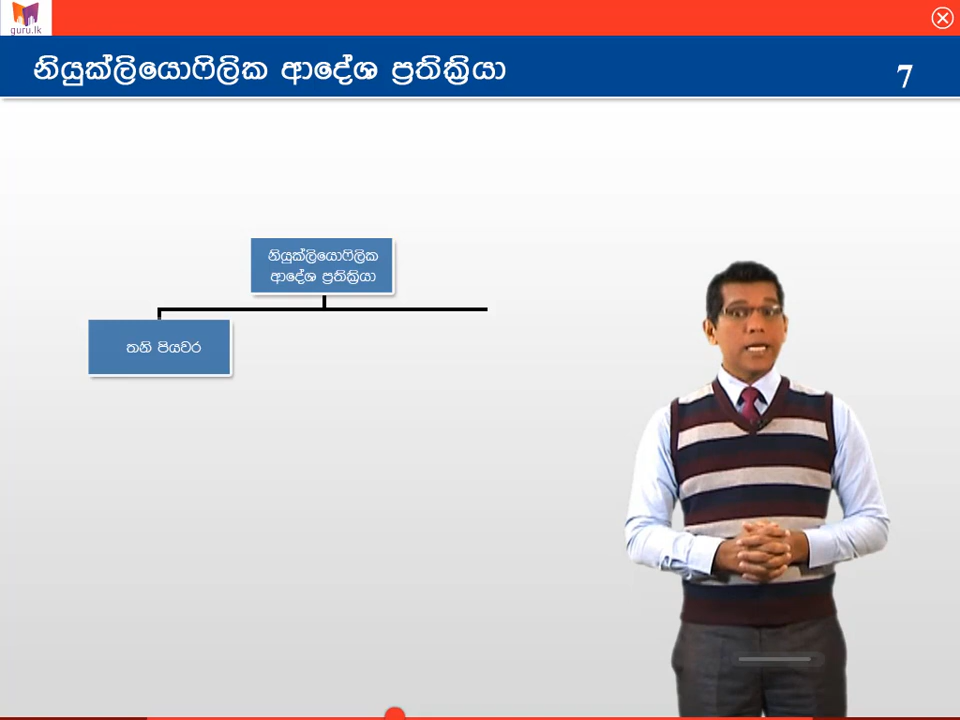 guru.lk
නියුක්ලියොෆිලික ආදේශ ප්‍රතික්‍රියා
7
නියුක්ලියොෆිලික
ආදේශ ප්‍රතික්‍රියා
තනි පියවර